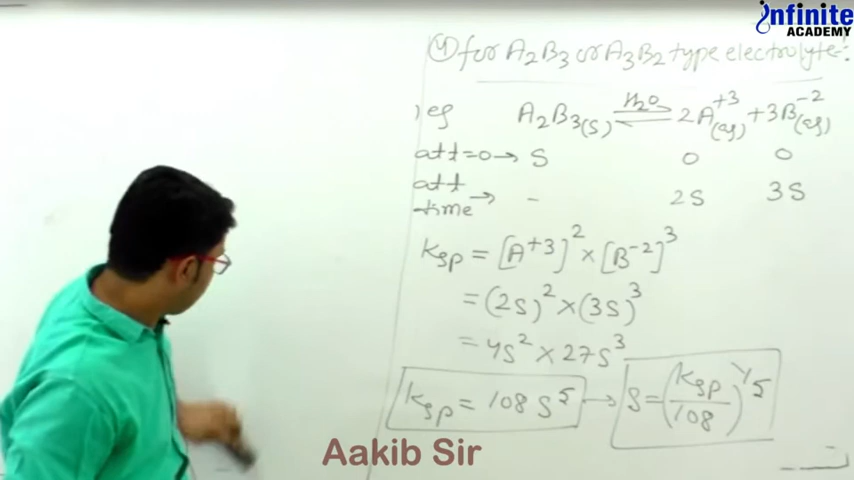 infinite
ACADEMY
(4) for A2B3 or A3B2 type electrolyte:
eg A2B3(s) ⇌ H2O 2A+3(aq) + 3B-2(aq)
at t=0 → S 0 0
at t time → - 2S 3S
Ksp = [A+3]² × [B-2]³
= (2S)² × (3S)³
= 4S² × 27S³
Ksp = 108 S⁵ → S = (Ksp/108)^1/5
Aakib Sir